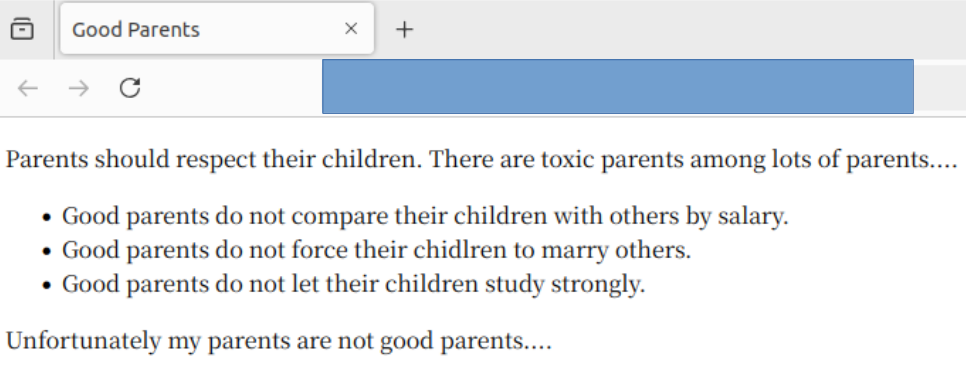 Good Parents
Parents should respect their children. There are toxic parents among lots of parents....
• Good parents do not compare their children with others by salary.
• Good parents do not force their chidlren to marry others.
• Good parents do not let their children study strongly.
Unfortunately my parents are not good parents....